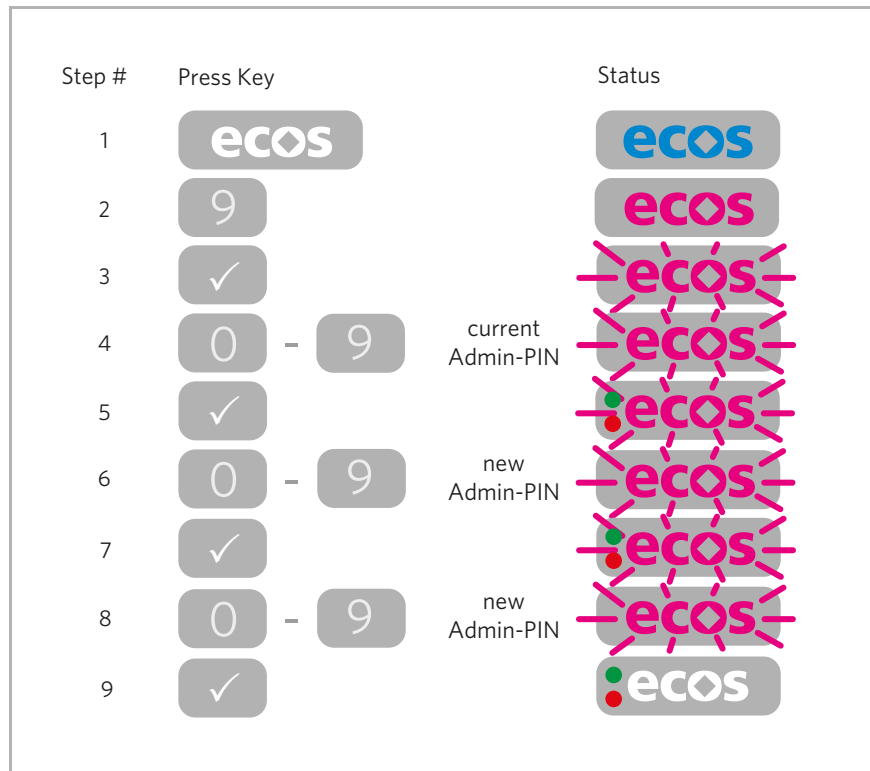 Step # Press Key Status
1 ecos ecos
2 9 ecos
3 ✓ ecos
4 0 - 9 current Admin-PIN ecos
5 ✓ ecos
6 0 - 9 new Admin-PIN ecos
7 ✓ ecos
8 0 - 9 new Admin-PIN ecos
9 ✓ ecos